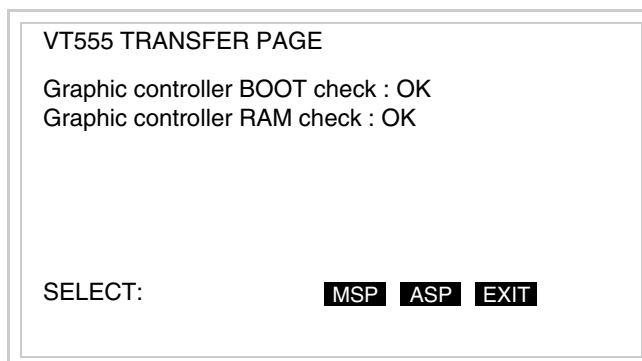 VT555 TRANSFER PAGE
Graphic controller BOOT check : OK
Graphic controller RAM check : OK
SELECT: MSP ASP EXIT